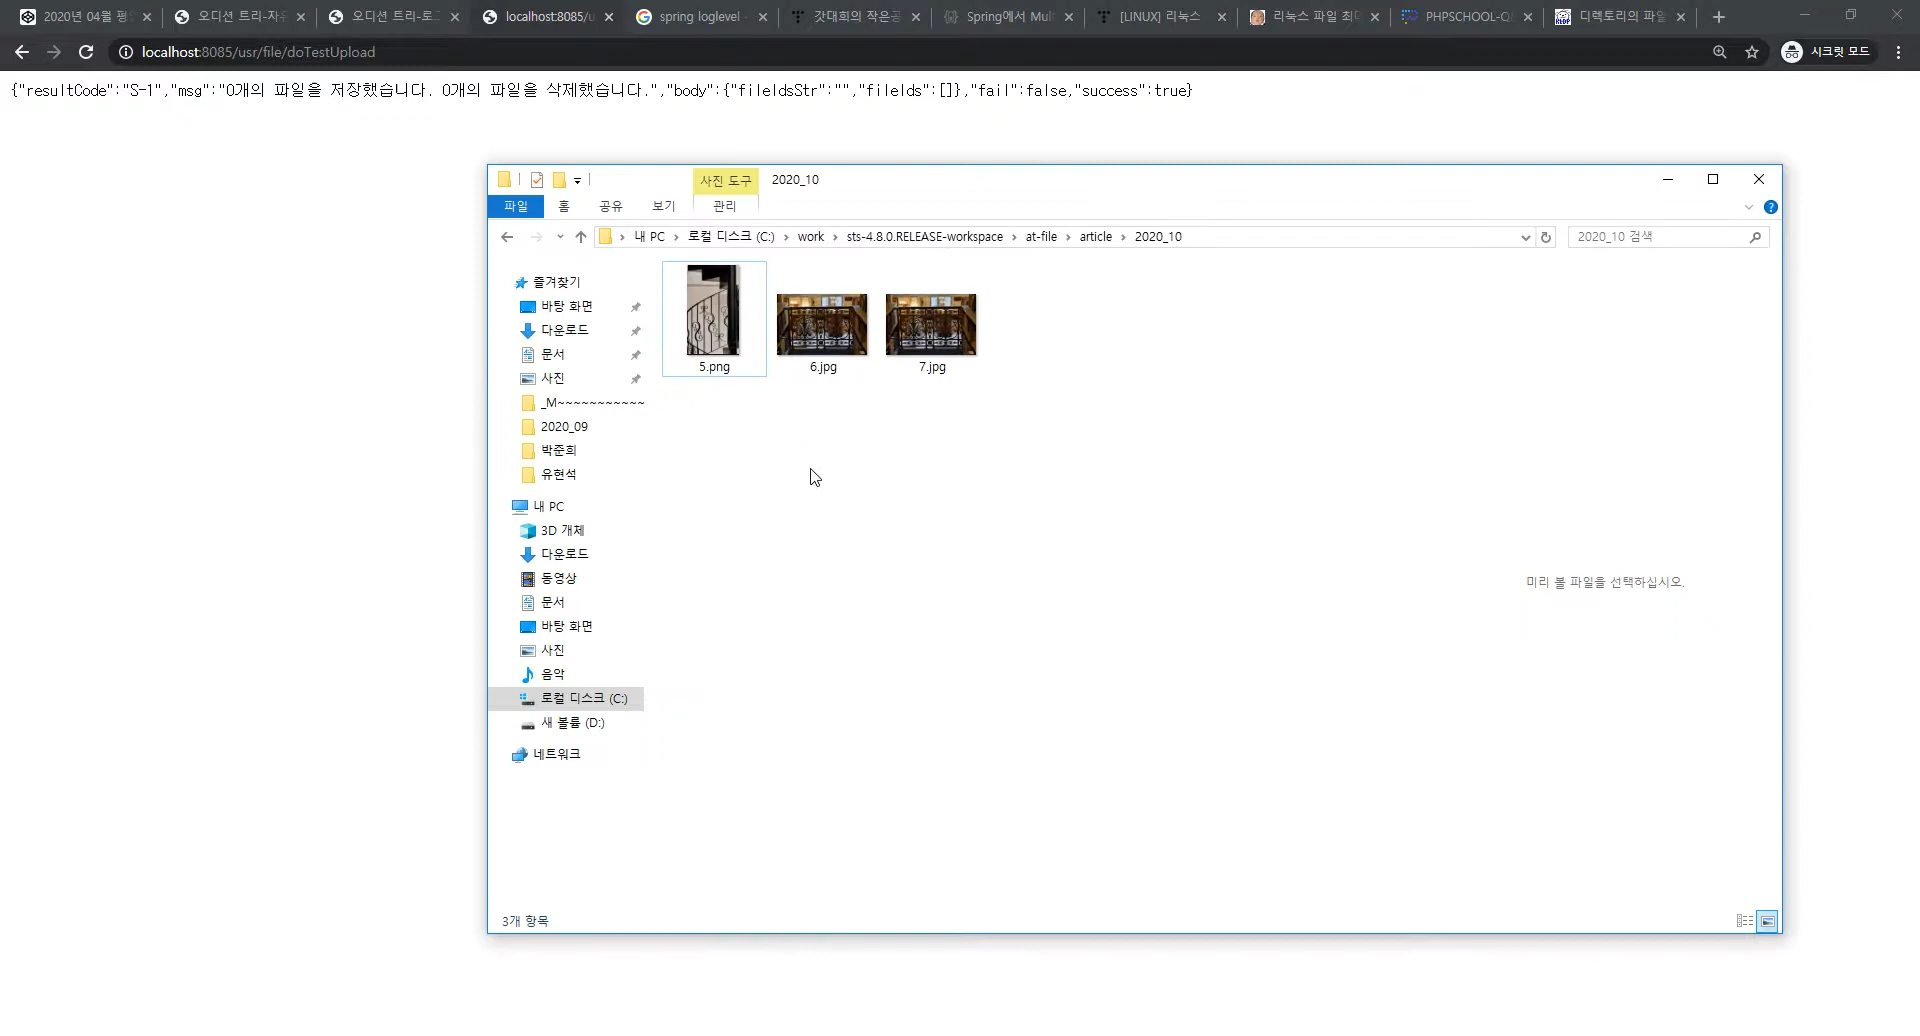 2020년 04월 평
오디션 트리-자
오디션 트리-로
localhost:8085/u
spring loglevel
갓대희의 작은
Spring에서 Mul
[LINUX] 리눅스
리눅스 파일 최
PHPSCHOOL-Q
디렉토리의 파일
localhost:8085/usr/file/doTestUpload
시크릿 모드
{"resultCode":"S-1","msg":"0개의 파일을 저장했습니다. 0개의 파일을 삭제했습니다.","body":{"fileIdsStr":"","fileIds":[]},"fail":false,"success":true}
사진 도구
2020_10
파일
홈
공유
보기
관리
내 PC
로컬 디스크 (C:)
work
sts-4.8.0.RELEASE-workspace
at-file
article
2020_10
2020_10 검색
즐겨찾기
바탕 화면
다운로드
문서
사진
_M~~~~~~~~~~~
2020_09
박준희
유현석
내 PC
3D 개체
다운로드
동영상
문서
바탕 화면
사진
음악
로컬 디스크 (C:)
새 볼륨 (D:)
네트워크
5.png
6.jpg
7.jpg
미리 볼 파일을 선택하십시오.
3개 항목